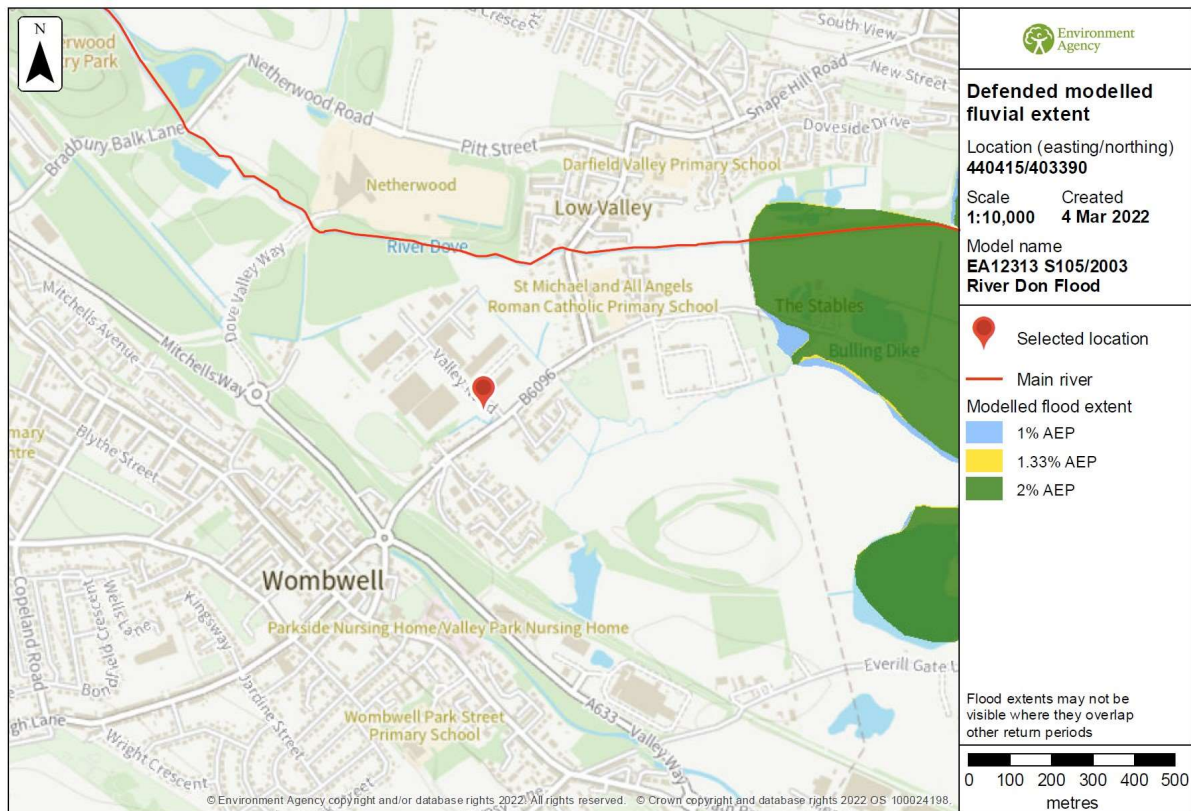 N
Environment
Agency
Defended modelled
fluvial extent
Location (easting/northing)
440415/403390
Scale Created
1:10,000 4 Mar 2022
Model name
EA12313 S105/2003
River Don Flood
Selected location
Main river
Modelled flood extent
1% AEP
1.33% AEP
2% AEP
Flood extents may not be
visible where they overlap
other return periods
0 100 200 300 400 500
metres
South View
New Street
Snape Hill Road
Doveside Drive
Netherwood Road
Bradbury Balk Lane
Pitt Street
Darfield Valley Primary School
Netherwood
Low Valley
River Dove
Dove Valley Way
St Michael and All Angels
Roman Catholic Primary School
The Stables
Bulling Dike
Mitchells Avenue
Mitchells Way
B6096
Blythe Street
Wombwell
Copeland Road
Kingsway
Parkside Nursing Home/Valley Park Nursing Home
Jardine Street
Everill Gate
A633
Valley Way
Wombwell Park Street
Primary School
Wright Crescent
© Environment Agency copyright and/or database rights 2022. All rights reserved. © Crown copyright and database rights 2022 OS 100024198.